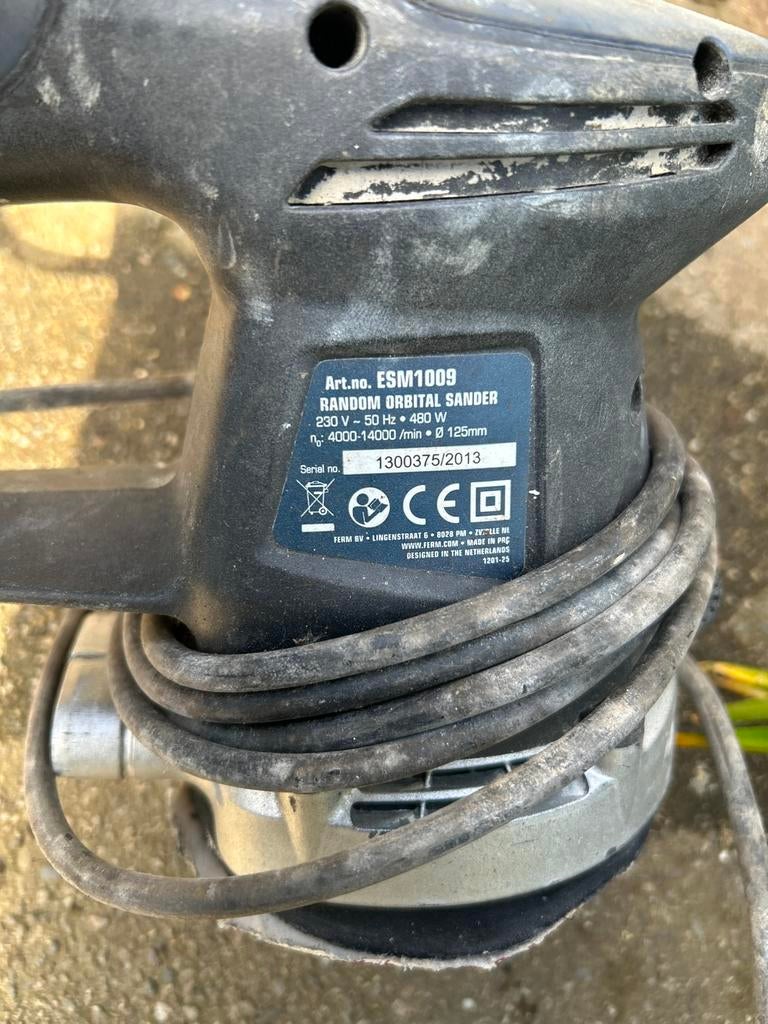 Art.no. ESM1009
RANDOM ORBITAL SANDER
230 V ~ 50 Hz • 480 W
n₀: 4000-14000 /min • Ø 125mm
Serial no. 1300375/2013
CE
FERM BV • LINGENSTRAAT 6 • 8028 PM • ZWOLLE NL
WWW.FERM.COM • MADE IN PRC
DESIGNED IN THE NETHERLANDS
1201-25